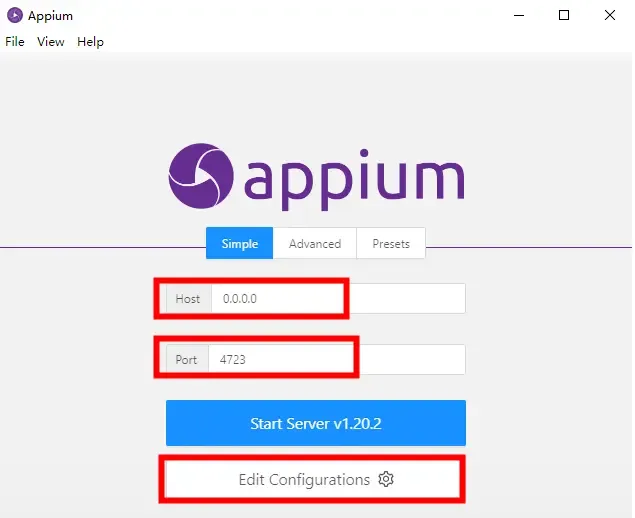 Appium
File View Help
appium
Simple Advanced Presets
Host 0.0.0.0
Port 4723
Start Server v1.20.2
Edit Configurations